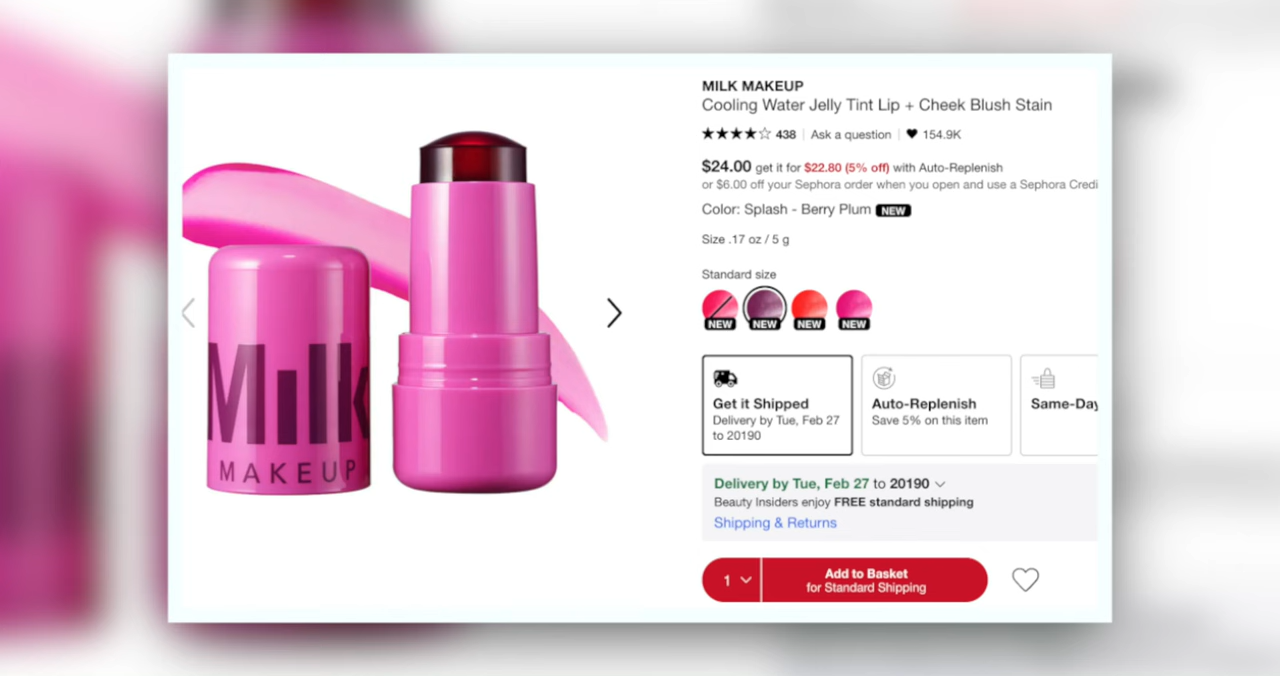 Milk
MAKEUP
MILK MAKEUP
Cooling Water Jelly Tint Lip + Cheek Blush Stain
438 | Ask a question | 154.9K
$24.00 get it for $22.80 (5% off) with Auto-Replenish
or $6.00 off your Sephora order when you open and use a Sephora Credi
Color: Splash - Berry Plum NEW
Size .17 oz / 5 g
Standard size
NEW NEW NEW NEW
Get it Shipped
Delivery by Tue, Feb 27
to 20190
Auto-Replenish
Save 5% on this item
Same-Day
Delivery by Tue, Feb 27 to 20190
Beauty Insiders enjoy FREE standard shipping
Shipping & Returns
1
Add to Basket
for Standard Shipping